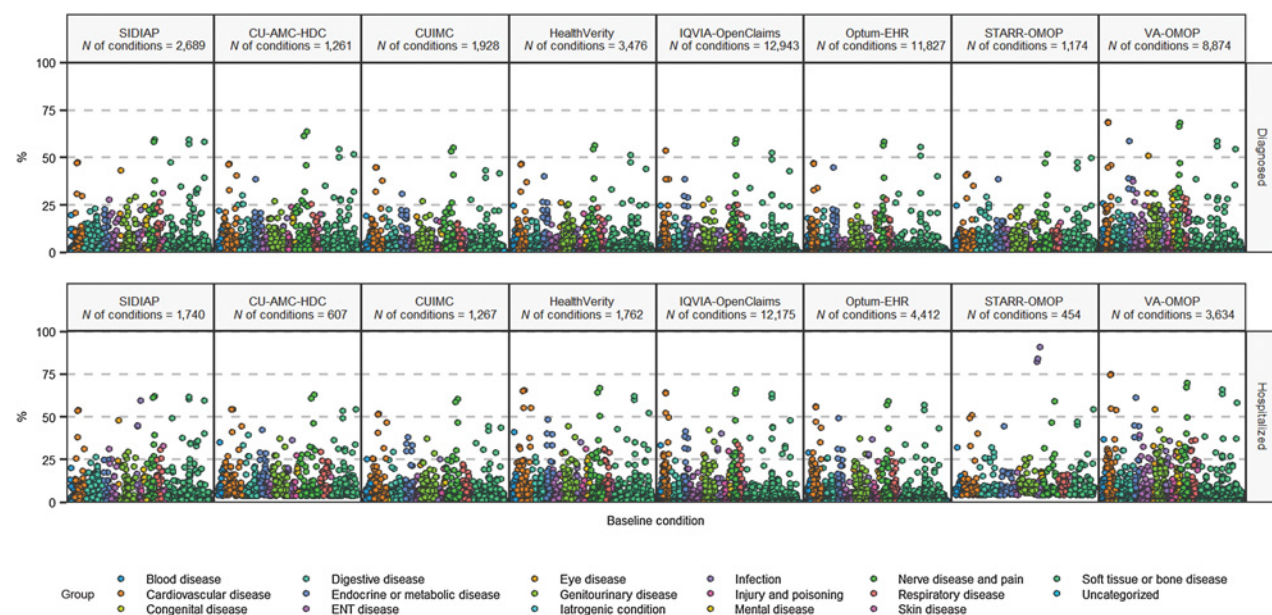 SIDIAP
N of conditions = 2,689
CU-AMC-HDC
N of conditions = 1,261
CUIMC
N of conditions = 1,928
HealthVerity
N of conditions = 3,476
IQVIA-OpenClaims
N of conditions = 12,943
Optum-EHR
N of conditions = 11,827
STARR-OMOP
N of conditions = 1,174
VA-OMOP
N of conditions = 8,874
100
75
50
25
0
%
Diagnosed
SIDIAP
N of conditions = 1,740
CU-AMC-HDC
N of conditions = 607
CUIMC
N of conditions = 1,267
HealthVerity
N of conditions = 1,762
IQVIA-OpenClaims
N of conditions = 12,175
Optum-EHR
N of conditions = 4,412
STARR-OMOP
N of conditions = 454
VA-OMOP
N of conditions = 3,634
100
75
50
25
0
%
Hospitalized
Baseline condition
Group
Blood disease
Cardiovascular disease
Congenital disease
Digestive disease
Endocrine or metabolic disease
ENT disease
Eye disease
Genitourinary disease
Iatrogenic condition
Infection
Injury and poisoning
Mental disease
Nerve disease and pain
Respiratory disease
Skin disease
Soft tissue or bone disease
Uncategorized